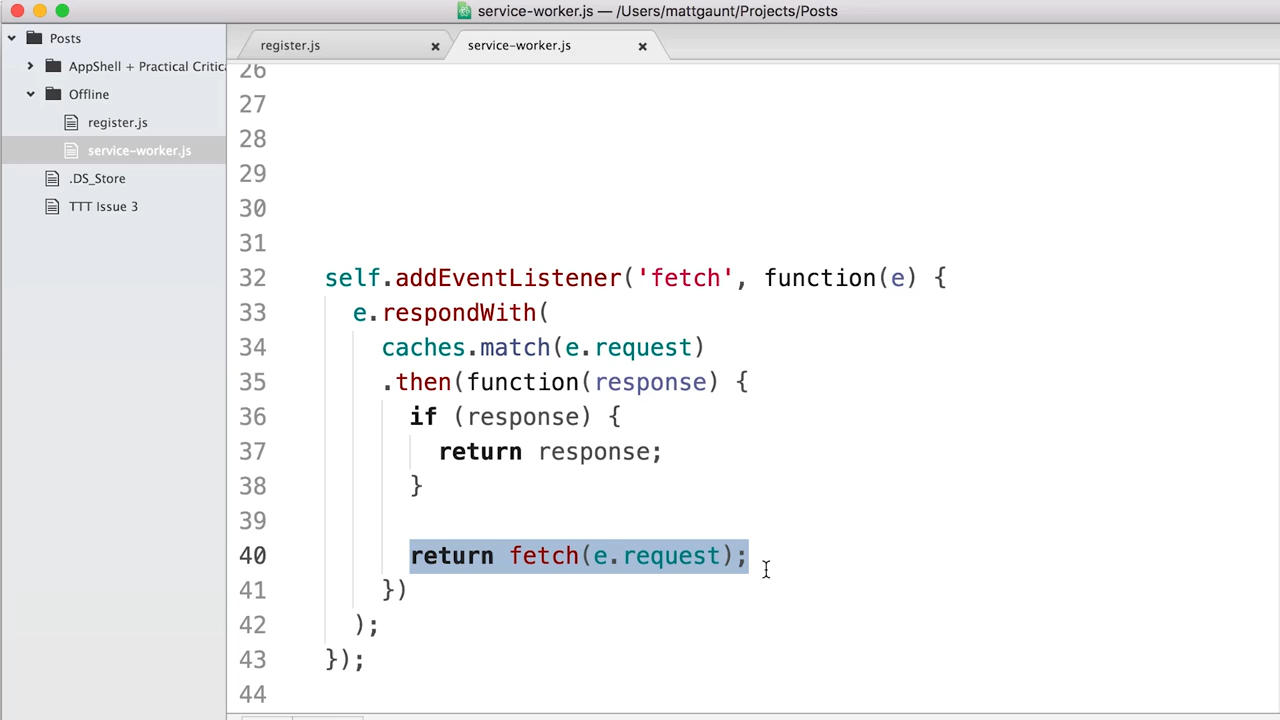 service-worker.js — /Users/mattgaunt/Projects/Posts
Posts
AppShell + Practical Critica
Offline
register.js
service-worker.js
.DS_Store
TTT Issue 3
register.js
service-worker.js
26
27
28
29
30
31
32 self.addEventListener('fetch', function(e) {
33 e.respondWith(
34 caches.match(e.request)
35 .then(function(response) {
36 if (response) {
37 return response;
38 }
39
40 return fetch(e.request);
41 })
42 );
43 });
44